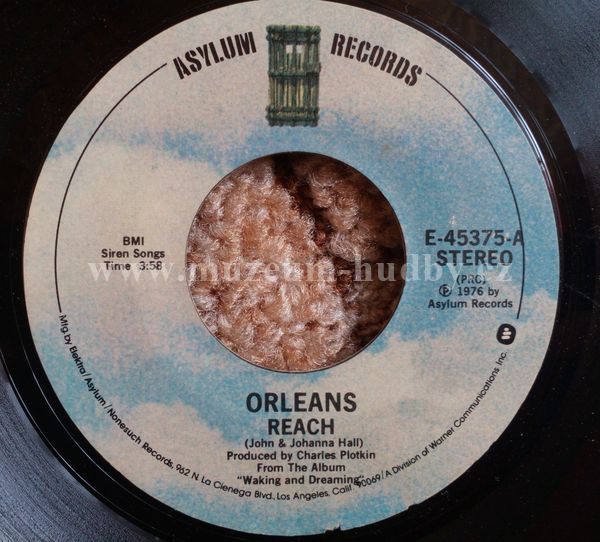 ASYLUM RECORDS
BMI
Siren Songs
Time 3:58
E-45375-A
STEREO
(PRC)
℗ 1976 by
Asylum Records
www.muzeum-hudby.cz
ORLEANS
REACH
(John & Johanna Hall)
Produced by Charles Plotkin
From The Album
"Waking and Dreaming"
Mfg by Elektra/Asylum/Nonesuch Records, 962 N. La Cienega Blvd., Los Angeles, Calif. 90069/A Division of Warner Communications Inc.